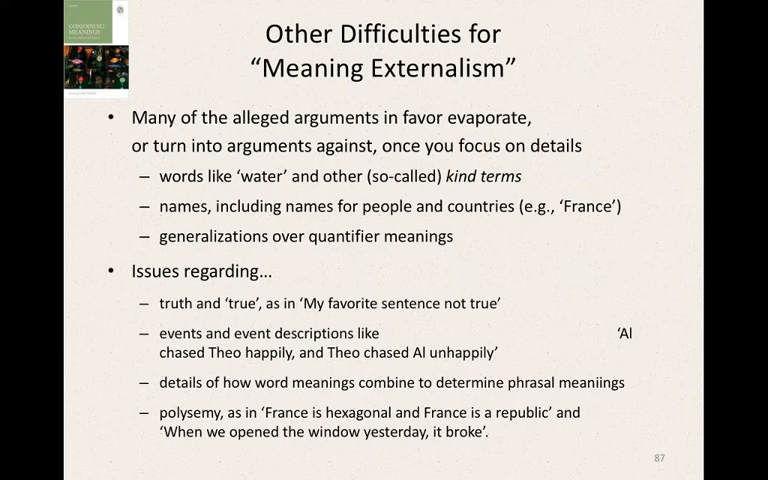 CONJOINING
MEANINGS
Other Difficulties for
“Meaning Externalism”
• Many of the alleged arguments in favor evaporate,
or turn into arguments against, once you focus on details
– words like ‘water’ and other (so-called) kind terms
– names, including names for people and countries (e.g., ‘France’)
– generalizations over quantifier meanings
• Issues regarding…
– truth and ‘true’, as in ‘My favorite sentence not true’
– events and event descriptions like ‘Al
chased Theo happily, and Theo chased Al unhappily’
– details of how word meanings combine to determine phrasal meaniings
– polysemy, as in ‘France is hexagonal and France is a republic’ and
‘When we opened the window yesterday, it broke’.
87